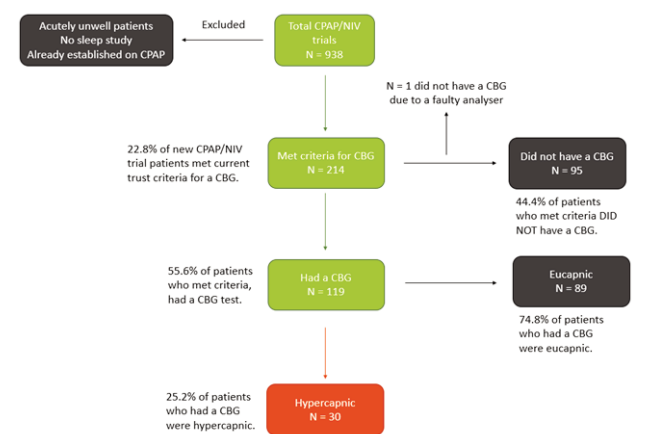 Acutely unwell patients
No sleep study
Already established on CPAP
Excluded
Total CPAP/NIV
trials
N = 938
N = 1 did not have a CBG
due to a faulty analyser
22.8% of new CPAP/NIV
trial patients met current
trust criteria for a CBG.
Met criteria for CBG
N = 214
Did not have a CBG
N = 95
44.4% of patients
who met criteria DID
NOT have a CBG.
55.6% of patients
who met criteria,
had a CBG test.
Had a CBG
N = 119
Eucapnic
N = 89
74.8% of patients
who had a CBG
were eucapnic.
25.2% of patients
who had a CBG
were hypercapnic.
Hypercapnic
N = 30